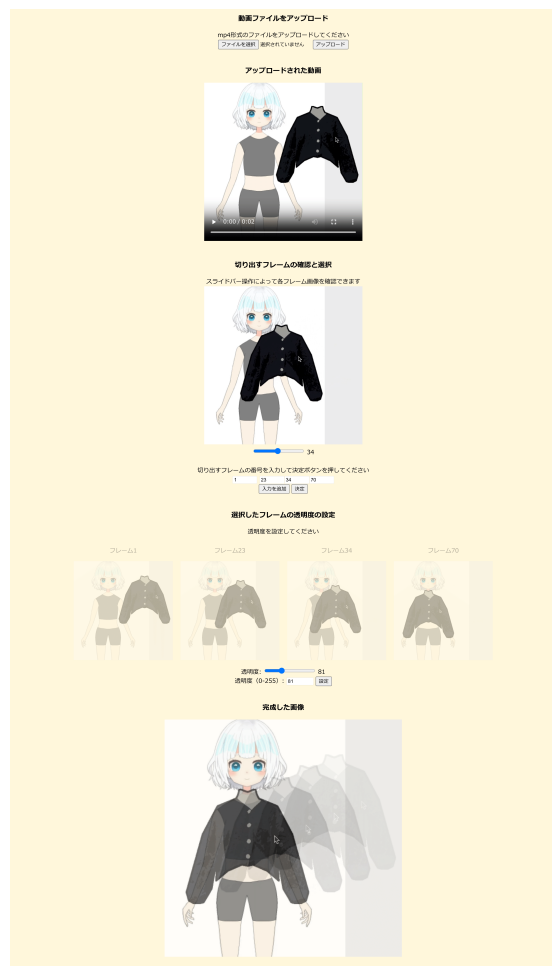 動画ファイルをアップロード
mp4形式のファイルをアップロードしてください
ファイルを選択 選択されていません アップロード
アップロードされた動画
0:00 / 0:02
切り出すフレームの確認と選択
スライドバー操作によって各フレーム画像を確認できます
34
切り出すフレームの番号を入力して決定ボタンを押してください
1 23 34 70
入力を追加 決定
選択したフレームの透明度の設定
透明度を設定してください
フレーム1 フレーム23 フレーム34 フレーム70
透明度: 81
透明度（0-255）: 81 設定
完成した画像